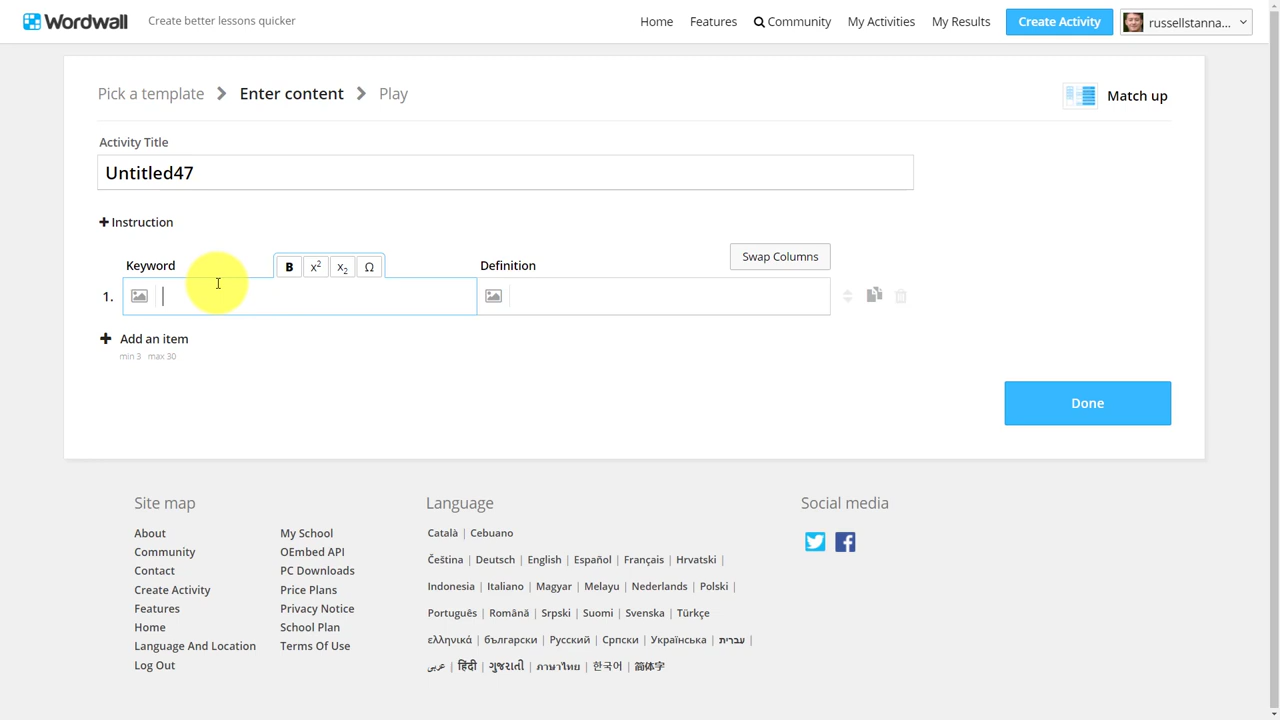 Wordwall Create better lessons quicker Home Features Community My Activities My Results Create Activity russellstanna...
Pick a template Enter content Play Match up
Activity Title
Untitled47
+ Instruction
Keyword B x² x₂ Ω Definition Swap Columns
1.
+ Add an item
min 3 max 30
Done
Site map Language Social media
About My School Català | Cebuano
Community OEmbed API Čeština | Deutsch | English | Español | Français | Hrvatski |
Contact PC Downloads Indonesia | Italiano | Magyar | Melayu | Nederlands | Polski |
Create Activity Price Plans Português | Română | Srpski | Suomi | Svenska | Türkçe
Features Privacy Notice ελληνικά | български | Русский | Српски | Українська | עברית |
Home School Plan عربى | हिंदी | ગુજરાતી | ภาษาไทย | 한국어 | 简体字
Language And Location Terms Of Use
Log Out